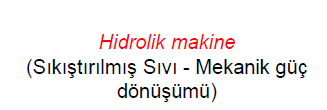 Hidrolik makine
(Sıkıştırılmış Sıvı - Mekanik güç
dönüşümü)